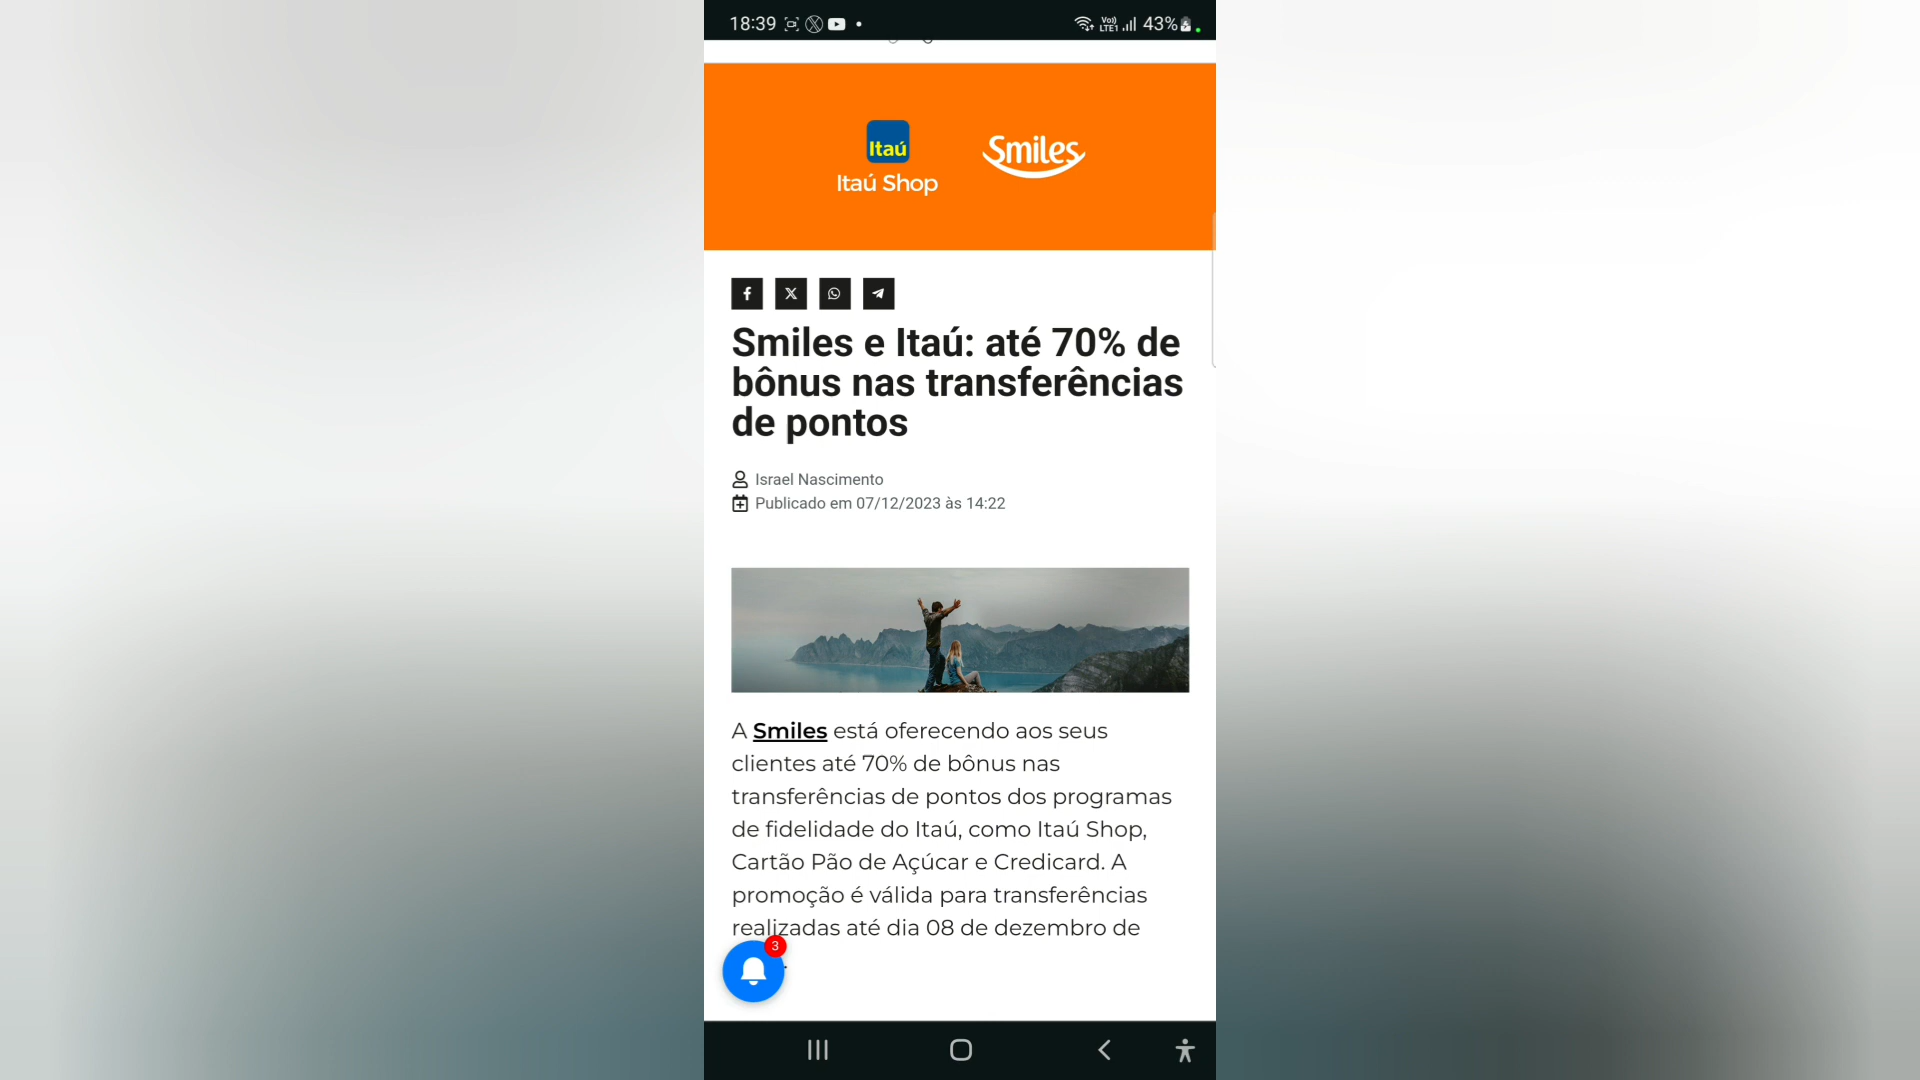 18:39
Vo))
LTE1
43%
Itaú
Itaú Shop
Smiles
Smiles e Itaú: até 70% de
bônus nas transferências
de pontos
Israel Nascimento
Publicado em 07/12/2023 às 14:22
A Smiles está oferecendo aos seus
clientes até 70% de bônus nas
transferências de pontos dos programas
de fidelidade do Itaú, como Itaú Shop,
Cartão Pão de Açúcar e Credicard. A
promoção é válida para transferências
realizadas até dia 08 de dezembro de
3